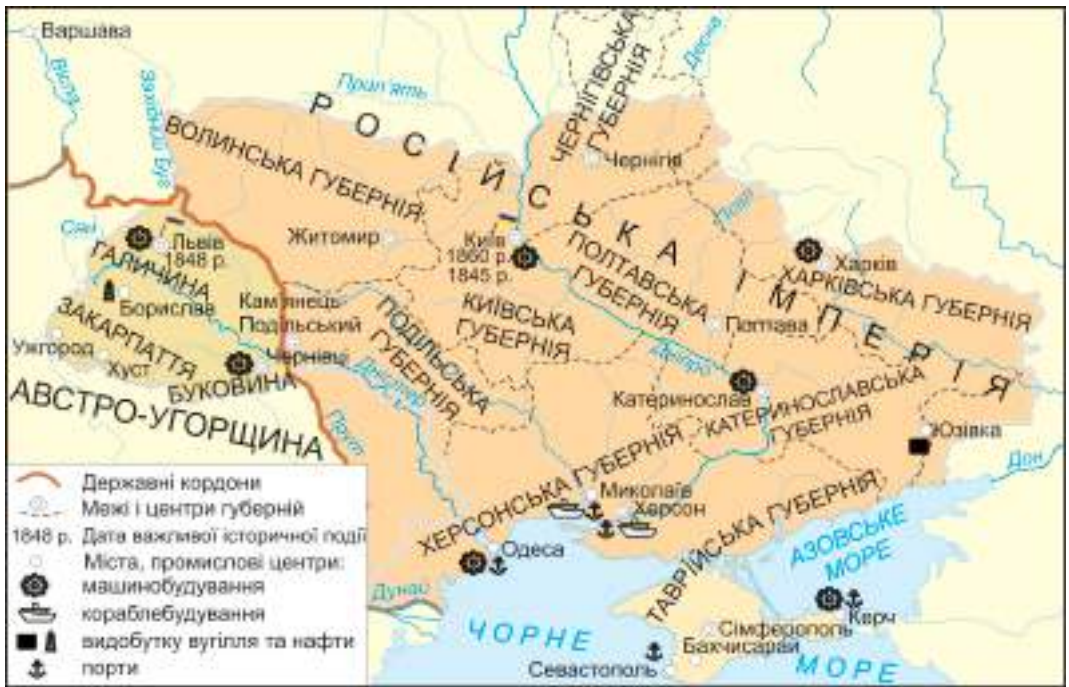 Варшава
Вісла
Західний Буг
Прип'ять
Десна
ЧЕРНІГІВСЬКА
ГУБЕРНІЯ
РОСІЙСЬКА ІМПЕРІЯ
ВОЛИНСЬКА ГУБЕРНІЯ
Чернігів
Сян
Львів
1848 р.
ГАЛИЧИНА
Житомир
Київ
1860 р.
1845 р.
ПОЛТАВСЬКА
ГУБЕРНІЯ
Харків
ХАРКІВСЬКА ГУБЕРНІЯ
Борислав
ЗАКАРПАТТЯ
Кам'янець
Подільський
КИЇВСЬКА
ГУБЕРНІЯ
Полтава
Ужгород
Хуст
Чернівці
БУКОВИНА
ПОДІЛЬСЬКА
ГУБЕРНІЯ
Дністер
Дніпро
АВСТРО-УГОРЩИНА
Прут
Катеринослав
КАТЕРИНОСЛАВСЬКА
ГУБЕРНІЯ
Юзівка
Дон
ХЕРСОНСЬКА ГУБЕРНІЯ
Миколаїв
Херсон
ТАВРІЙСЬКА ГУБЕРНІЯ
АЗОВСЬКЕ
МОРЕ
Одеса
Дунай
ЧОРНЕ
МОРЕ
Керч
Сімферополь
Бахчисарай
Севастополь
Державні кордони
Межі і центри губерній
1848 р. Дата важливої історичної події
Міста, промислові центри:
машинобудування
кораблебудування
видобутку вугілля та нафти
порти